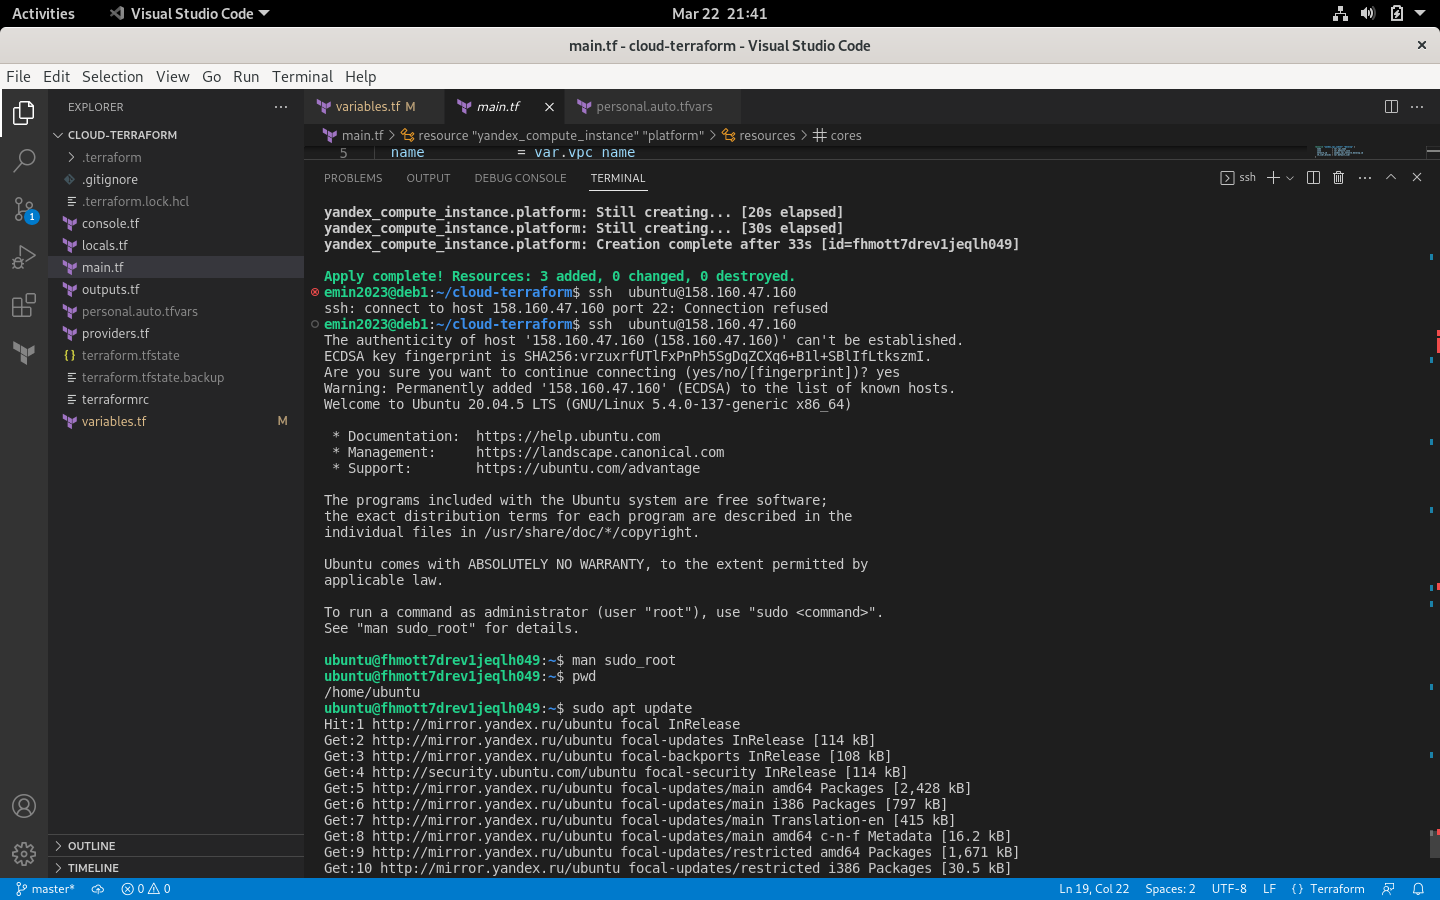 Activities
Visual Studio Code
Mar 22 21:41
main.tf - cloud-terraform - Visual Studio Code
File Edit Selection View Go Run Terminal Help
EXPLORER
variables.tf M
main.tf
personal.auto.tfvars
CLOUD-TERRAFORM
main.tf > resource "yandex_compute_instance" "platform" > resources > cores
5 name = var.vpc_name
.terraform
.gitignore
.terraform.lock.hcl
console.tf
locals.tf
main.tf
outputs.tf
personal.auto.tfvars
providers.tf
terraform.tfstate
terraform.tfstate.backup
terraformrc
variables.tf M
1
OUTLINE
TIMELINE
PROBLEMS OUTPUT DEBUG CONSOLE TERMINAL
ssh
yandex_compute_instance.platform: Still creating... [20s elapsed]
yandex_compute_instance.platform: Still creating... [30s elapsed]
yandex_compute_instance.platform: Creation complete after 33s [id=fhmott7drev1jeqlh049]
Apply complete! Resources: 3 added, 0 changed, 0 destroyed.
emin2023@deb1:~/cloud-terraform$ ssh  ubuntu@158.160.47.160
ssh: connect to host 158.160.47.160 port 22: Connection refused
emin2023@deb1:~/cloud-terraform$ ssh  ubuntu@158.160.47.160
The authenticity of host '158.160.47.160 (158.160.47.160)' can't be established.
ECDSA key fingerprint is SHA256:vrzuxrfUTlFxPnPh5SgDqZCXq6+B1l+SBlIfLtkszmI.
Are you sure you want to continue connecting (yes/no/[fingerprint])? yes
Warning: Permanently added '158.160.47.160' (ECDSA) to the list of known hosts.
Welcome to Ubuntu 20.04.5 LTS (GNU/Linux 5.4.0-137-generic x86_64)
* Documentation:  https://help.ubuntu.com
* Management:     https://landscape.canonical.com
* Support:        https://ubuntu.com/advantage
The programs included with the Ubuntu system are free software;
the exact distribution terms for each program are described in the
individual files in /usr/share/doc/*/copyright.
Ubuntu comes with ABSOLUTELY NO WARRANTY, to the extent permitted by
applicable law.
To run a command as administrator (user "root"), use "sudo <command>".
See "man sudo_root" for details.
ubuntu@fhmott7drev1jeqlh049:~$ man sudo_root
ubuntu@fhmott7drev1jeqlh049:~$ pwd
/home/ubuntu
ubuntu@fhmott7drev1jeqlh049:~$ sudo apt update
Hit:1 http://mirror.yandex.ru/ubuntu focal InRelease
Get:2 http://mirror.yandex.ru/ubuntu focal-updates InRelease [114 kB]
Get:3 http://mirror.yandex.ru/ubuntu focal-backports InRelease [108 kB]
Get:4 http://security.ubuntu.com/ubuntu focal-security InRelease [114 kB]
Get:5 http://mirror.yandex.ru/ubuntu focal-updates/main amd64 Packages [2,428 kB]
Get:6 http://mirror.yandex.ru/ubuntu focal-updates/main i386 Packages [797 kB]
Get:7 http://mirror.yandex.ru/ubuntu focal-updates/main Translation-en [415 kB]
Get:8 http://mirror.yandex.ru/ubuntu focal-updates/main amd64 c-n-f Metadata [16.2 kB]
Get:9 http://mirror.yandex.ru/ubuntu focal-updates/restricted amd64 Packages [1,671 kB]
Get:10 http://mirror.yandex.ru/ubuntu focal-updates/restricted i386 Packages [30.5 kB]
master* 0 0
Ln 19, Col 22 Spaces: 2 UTF-8 LF {} Terraform